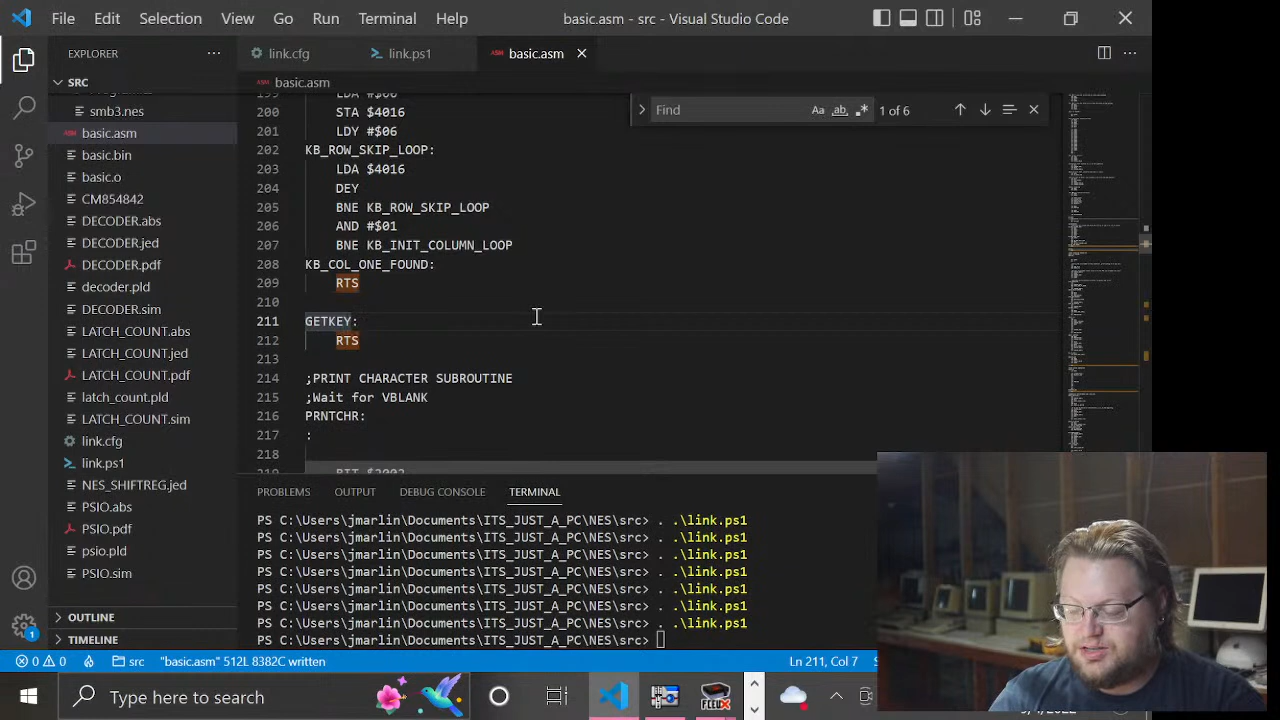 File Edit Selection View Go Run Terminal Help basic.asm - src - Visual Studio Code
EXPLORER
link.cfg
link.ps1
basic.asm
SRC
smb3.nes
basic.asm
basic.bin
basic.o
CM854842
DECODER.abs
DECODER.jed
DECODER.pdf
decoder.pld
DECODER.sim
LATCH_COUNT.abs
LATCH_COUNT.jed
LATCH_COUNT.pdf
latch_count.pld
LATCH_COUNT.sim
link.cfg
link.ps1
NES_SHIFTREG.jed
PSIO.abs
PSIO.pdf
psio.pld
PSIO.sim
OUTLINE
TIMELINE
basic.asm
Find Aa ab 1 of 6
199 LDA #$06
200 STA $4016
201 LDY #$06
202 KB_ROW_SKIP_LOOP:
203 LDA $4016
204 DEY
205 BNE KB_ROW_SKIP_LOOP
206 AND #$01
207 BNE KB_INIT_COLUMN_LOOP
208 KB_COL_ONE_FOUND:
209 RTS
210
211 GETKEY:
212 RTS
213
214 ;PRINT CHARACTER SUBROUTINE
215 ;Wait for VBLANK
216 PRNTCHR:
217 :
218
219 BIT $2002
PROBLEMS OUTPUT DEBUG CONSOLE TERMINAL
PS C:\Users\jmarlin\Documents\ITS_JUST_A_PC\NES\src> . .\link.ps1
PS C:\Users\jmarlin\Documents\ITS_JUST_A_PC\NES\src> . .\link.ps1
PS C:\Users\jmarlin\Documents\ITS_JUST_A_PC\NES\src> . .\link.ps1
PS C:\Users\jmarlin\Documents\ITS_JUST_A_PC\NES\src> . .\link.ps1
PS C:\Users\jmarlin\Documents\ITS_JUST_A_PC\NES\src> . .\link.ps1
PS C:\Users\jmarlin\Documents\ITS_JUST_A_PC\NES\src> . .\link.ps1
PS C:\Users\jmarlin\Documents\ITS_JUST_A_PC\NES\src> . .\link.ps1
PS C:\Users\jmarlin\Documents\ITS_JUST_A_PC\NES\src>
1
0 0 src "basic.asm" 512L 8382C written Ln 211, Col 7
Type here to search
FCEUX